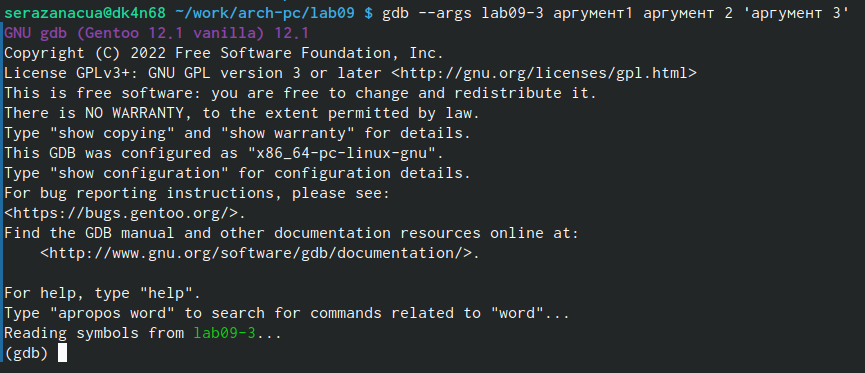 serazanacua@dk4n68 ~/work/arch-pc/lab09 $ gdb --args lab09-3 аргумент1 аргумент 2 'аргумент 3'
GNU gdb (Gentoo 12.1 vanilla) 12.1
Copyright (C) 2022 Free Software Foundation, Inc.
License GPLv3+: GNU GPL version 3 or later <http://gnu.org/licenses/gpl.html>
This is free software: you are free to change and redistribute it.
There is NO WARRANTY, to the extent permitted by law.
Type "show copying" and "show warranty" for details.
This GDB was configured as "x86_64-pc-linux-gnu".
Type "show configuration" for configuration details.
For bug reporting instructions, please see:
<https://bugs.gentoo.org/>.
Find the GDB manual and other documentation resources online at:
    <http://www.gnu.org/software/gdb/documentation/>.

For help, type "help".
Type "apropos word" to search for commands related to "word"...
Reading symbols from lab09-3...
(gdb)